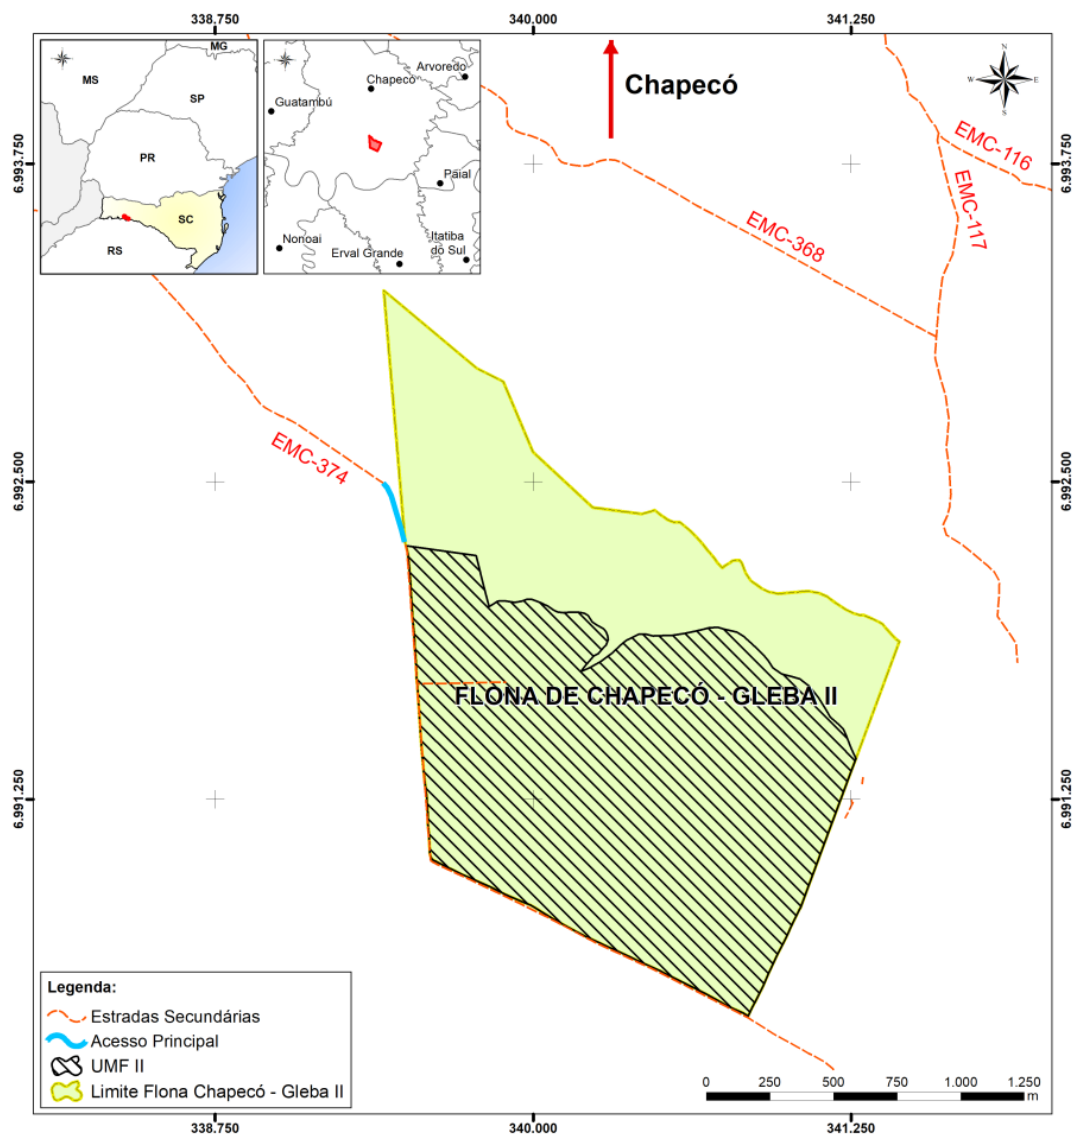 338.750
340.000
341.250
MG
MS
SP
PR
SC
RS
Arvoredo
Chapecó
Guatambú
Paial
Nonoai
Erval Grande
Itatiba
do Sul
Chapecó
N
W
E
S
6.993.750
6.993.750
EMC-116
EMC-117
EMC-368
EMC-374
6.992.500
6.992.500
FLONA DE CHAPECÓ - GLEBA II
6.991.250
6.991.250
Legenda:
Estradas Secundárias
Acesso Principal
UMF II
Limite Flona Chapecó - Gleba II
0 250 500 750 1.000 1.250
m
338.750
340.000
341.250